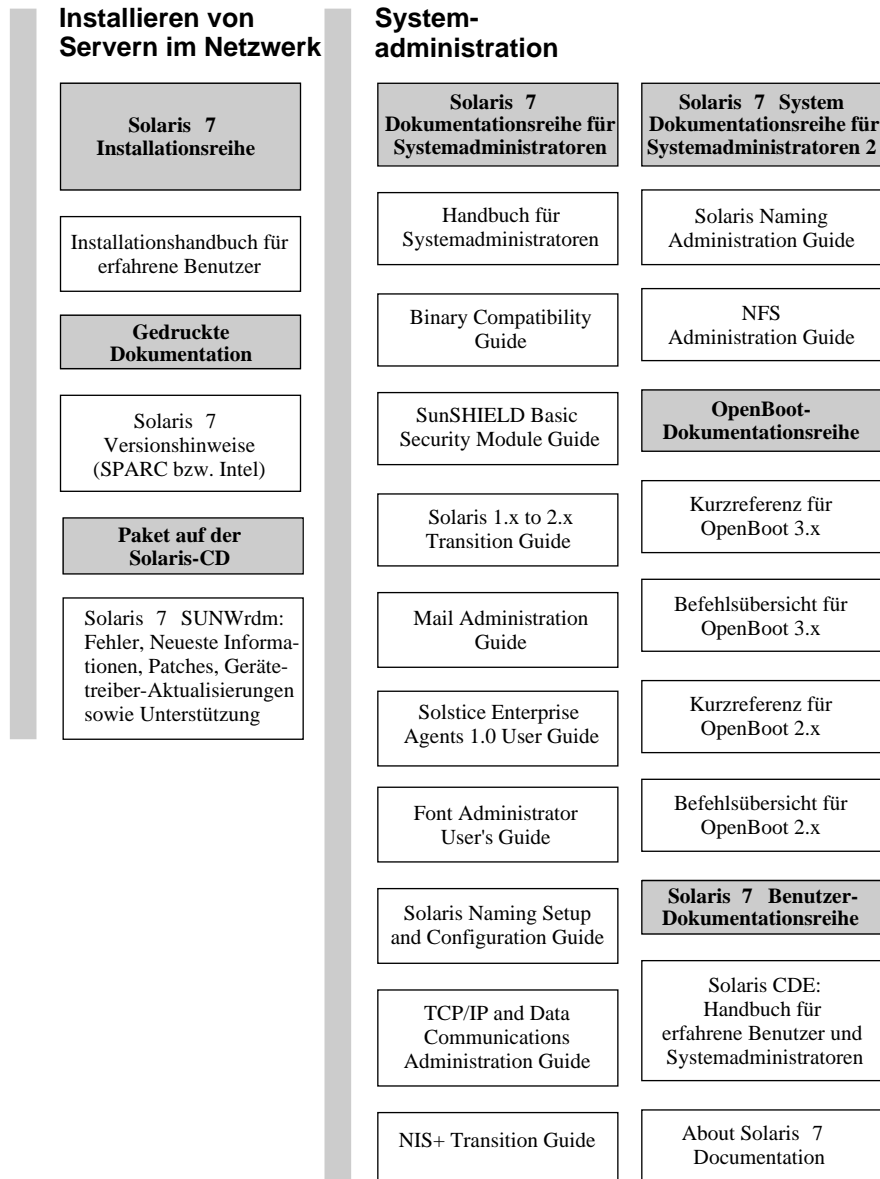 Installieren von
Servern im Netzwerk
Solaris 7
Installationsreihe
Installationshandbuch für
erfahrene Benutzer
Gedruckte
Dokumentation
Solaris 7
Versionshinweise
(SPARC bzw. Intel)
Paket auf der
Solaris-CD
Solaris 7 SUNWrdm:
Fehler, Neueste Informa-
tionen, Patches, Geräte-
treiber-Aktualisierungen
sowie Unterstützung
System-
administration
Solaris 7
Dokumentationsreihe für
Systemadministratoren
Handbuch für
Systemadministratoren
Binary Compatibility
Guide
SunSHIELD Basic
Security Module Guide
Solaris 1.x to 2.x
Transition Guide
Mail Administration
Guide
Solstice Enterprise
Agents 1.0 User Guide
Font Administrator
User's Guide
Solaris Naming Setup
and Configuration Guide
TCP/IP and Data
Communications
Administration Guide
NIS+ Transition Guide
Solaris 7 System
Dokumentationsreihe für
Systemadministratoren 2
Solaris Naming
Administration Guide
NFS
Administration Guide
OpenBoot-
Dokumentationsreihe
Kurzreferenz für
OpenBoot 3.x
Befehlsübersicht für
OpenBoot 3.x
Kurzreferenz für
OpenBoot 2.x
Befehlsübersicht für
OpenBoot 2.x
Solaris 7 Benutzer-
Dokumentationsreihe
Solaris CDE:
Handbuch für
erfahrene Benutzer und
Systemadministratoren
About Solaris 7
Documentation